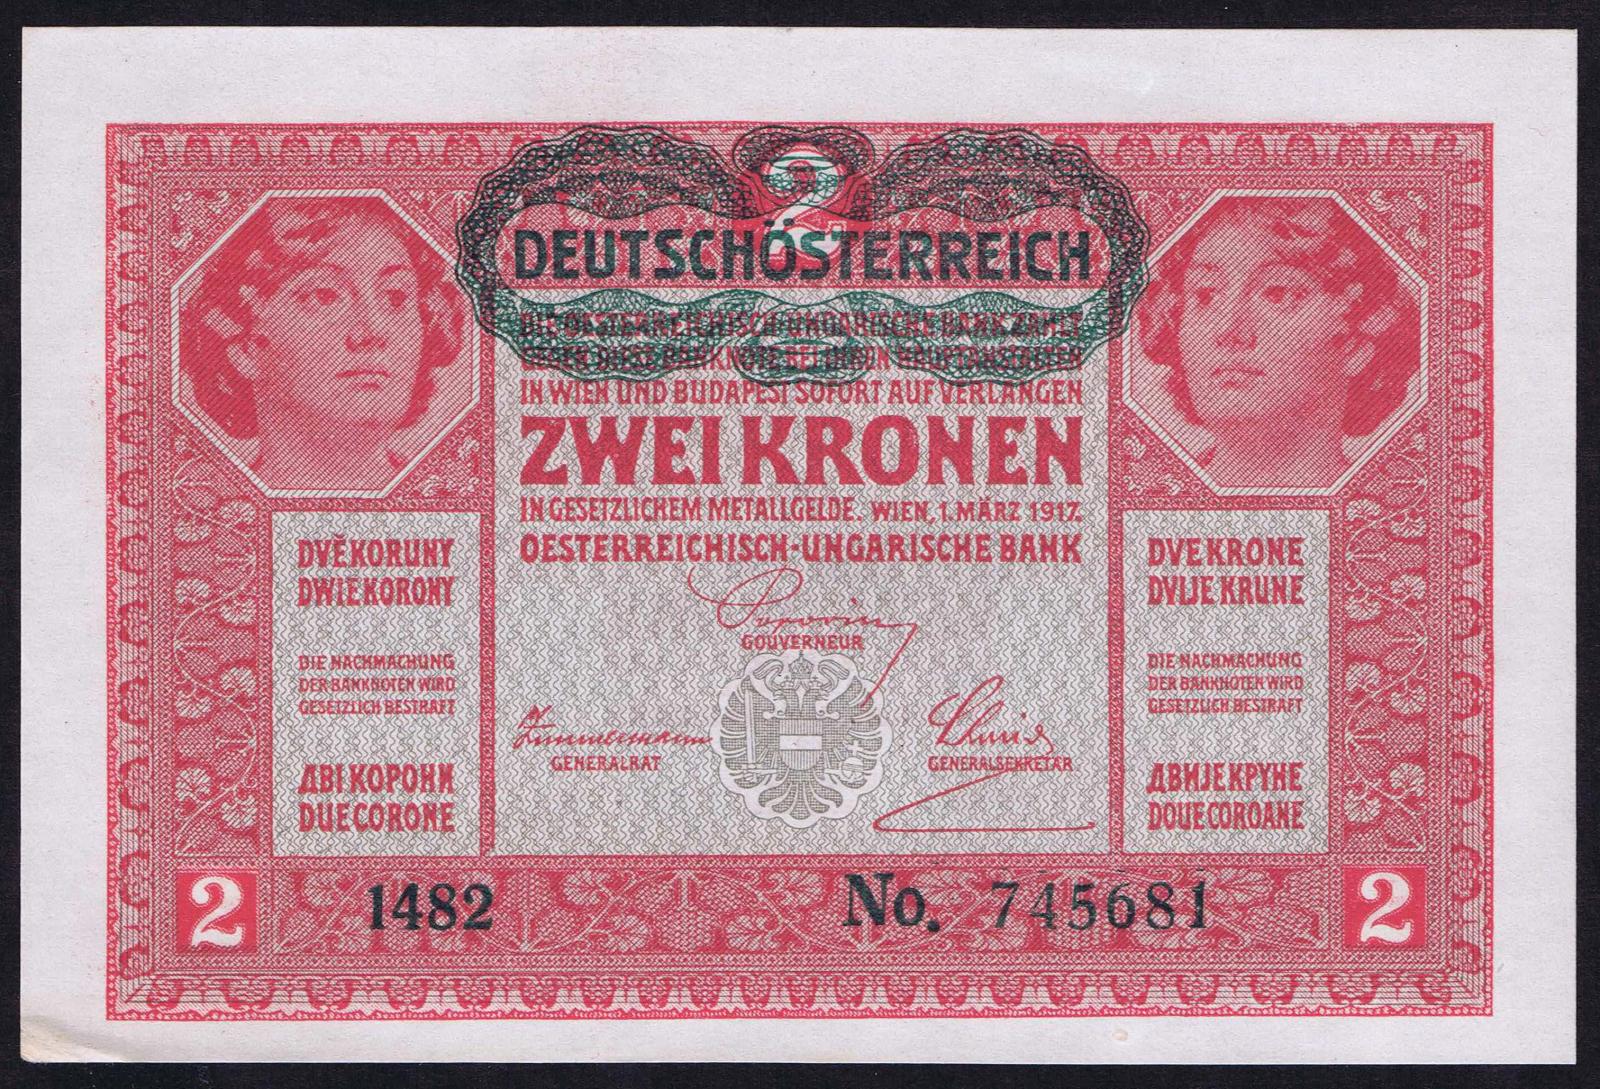 2
DEUTSCHÖSTERREICH
DIE OESTERREICHISCH-UNGARISCHE BANK ZAHLT
GEGEN DIESE BANKNOTE BEI IHREN HAUPTANSTALTEN
IN WIEN UND BUDAPEST SOFORT AUF VERLANGEN
ZWEI KRONEN
IN GESETZLICHEM METALLGELDE. WIEN, 1. MÄRZ 1917.
OESTERREICHISCH-UNGARISCHE BANK
GOUVERNEUR
GENERALRAT
GENERALSEKRETÄR
DVĚ KORUNY
DWIE KORONY
DIE NACHMACHUNG
DER BANKNOTEN WIRD
GESETZLICH BESTRAFT
ДВІ КОРОНИ
DUE CORONE
DVE KRONE
DVIJE KRUNE
DIE NACHMACHUNG
DER BANKNOTEN WIRD
GESETZLICH BESTRAFT
ДВИЈЕ КРУНЕ
DOUE COROANE
2 1482 No. 745681 2